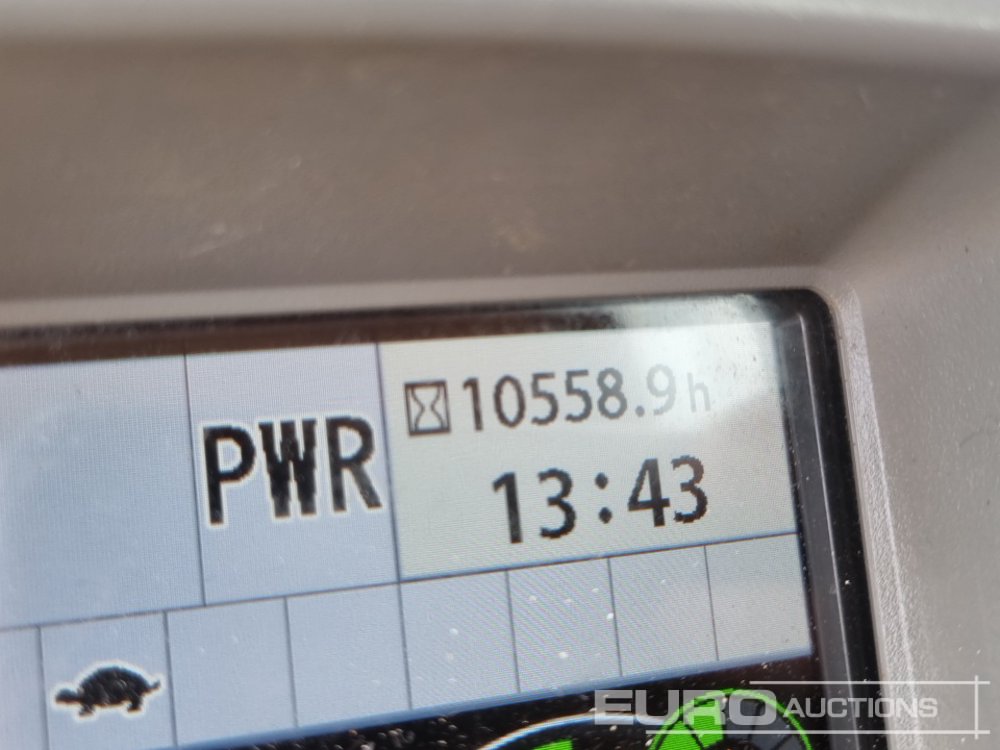 PWR
10558.9h
13:43
EURO AUCTIONS